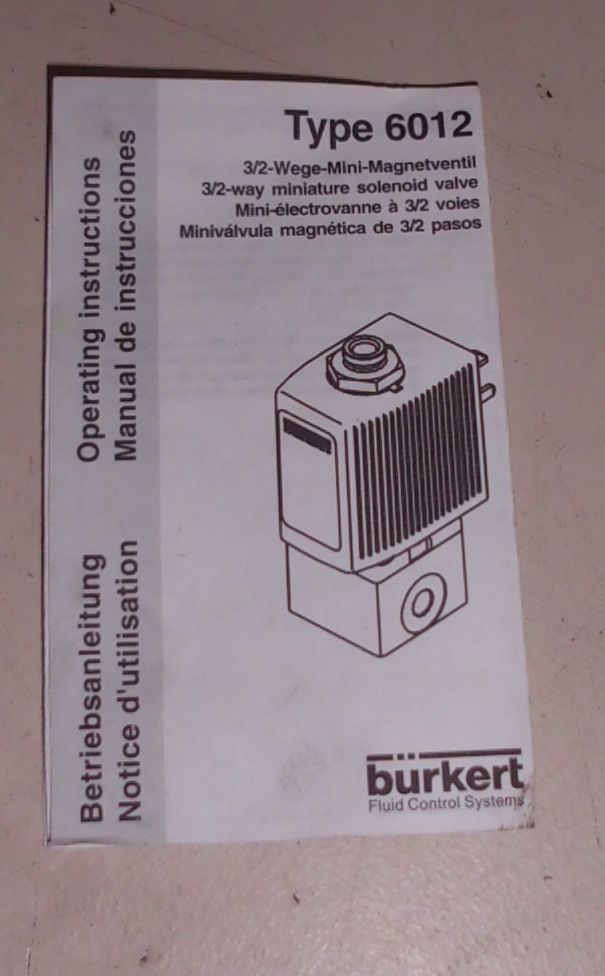 Type 6012
3/2-Wege-Mini-Magnetventil
3/2-way miniature solenoid valve
Mini-électrovanne à 3/2 voies
Miniválvula magnética de 3/2 pasos
Operating instructions
Manual de instrucciones
Betriebsanleitung
Notice d'utilisation
bürkert
Fluid Control Systems